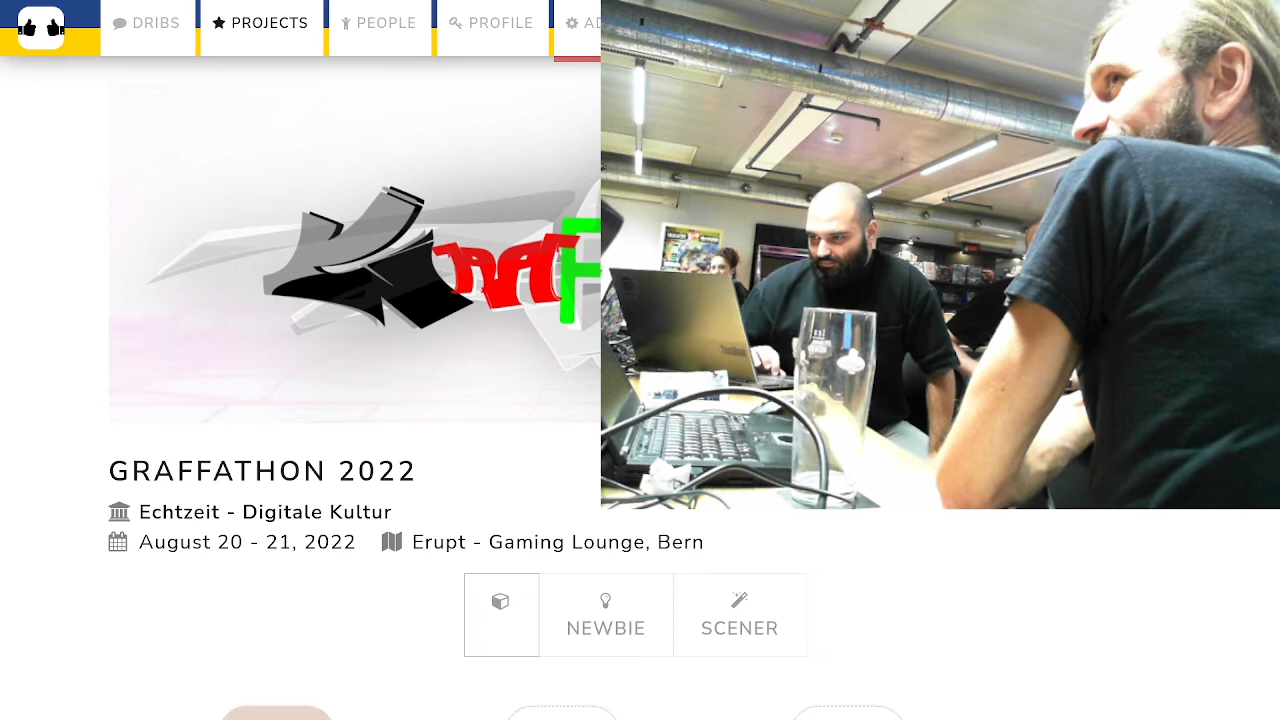 DRIBS
PROJECTS
PEOPLE
PROFILE
GRAFFATHON 2022
Echtzeit - Digitale Kultur
August 20 - 21, 2022
Erupt - Gaming Lounge, Bern
NEWBIE
SCENER
ThinkPad